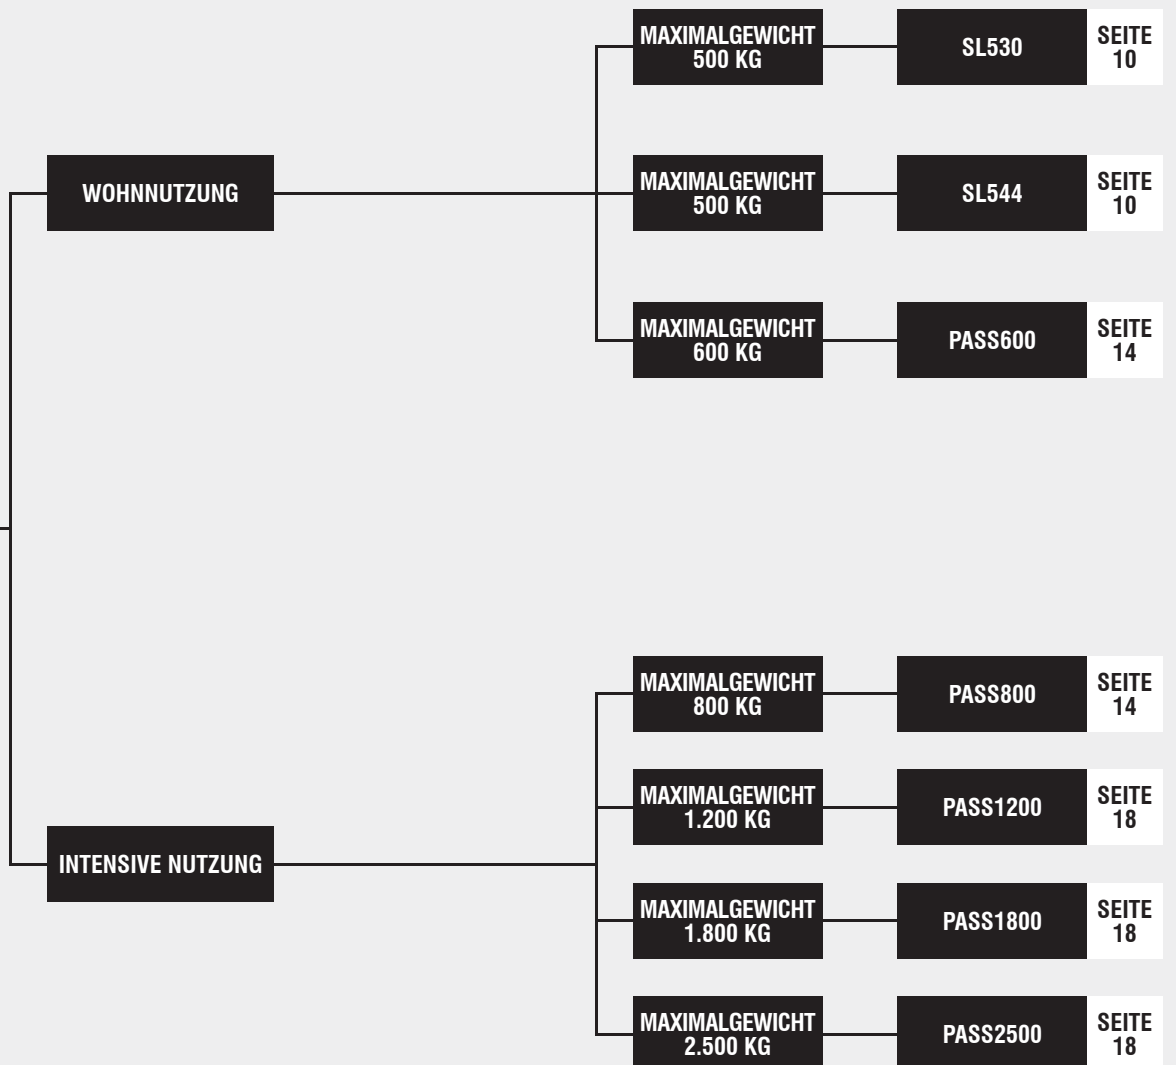 MAXIMALGEWICHT
500 KG
SL530
SEITE
10
WOHNNUTZUNG
MAXIMALGEWICHT
500 KG
SL544
SEITE
10
MAXIMALGEWICHT
600 KG
PASS600
SEITE
14
MAXIMALGEWICHT
800 KG
PASS800
SEITE
14
MAXIMALGEWICHT
1.200 KG
PASS1200
SEITE
18
INTENSIVE NUTZUNG
MAXIMALGEWICHT
1.800 KG
PASS1800
SEITE
18
MAXIMALGEWICHT
2.500 KG
PASS2500
SEITE
18